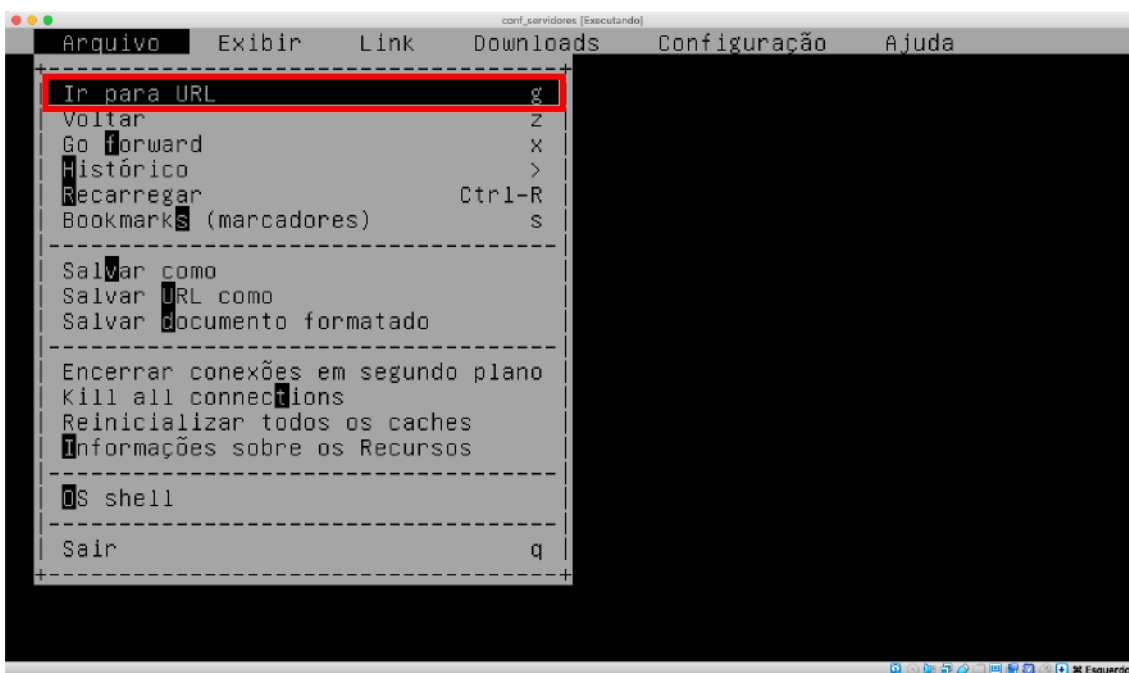 conf_servidores [Executando]
Arquivo Exibir Link Downloads Configuração Ajuda
Ir para URL g
Voltar z
Go forward x
Histórico >
Recarregar Ctrl-R
Bookmarks (marcadores) s
Salvar como
Salvar URL como
Salvar documento formatado
Encerrar conexões em segundo plano
Kill all connections
Reinicializar todos os caches
Informações sobre os Recursos
OS shell
Sair q
⌘ Esquerdo